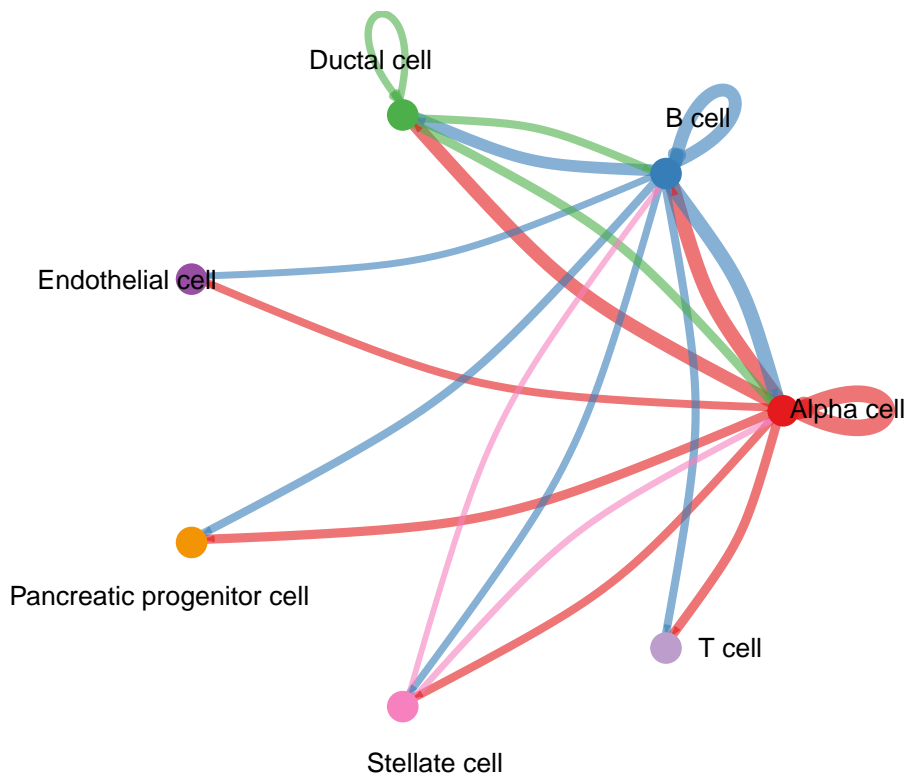 Ductal cell
B cell
Endothelial cell
Alpha cell
Pancreatic progenitor cell
T cell
Stellate cell